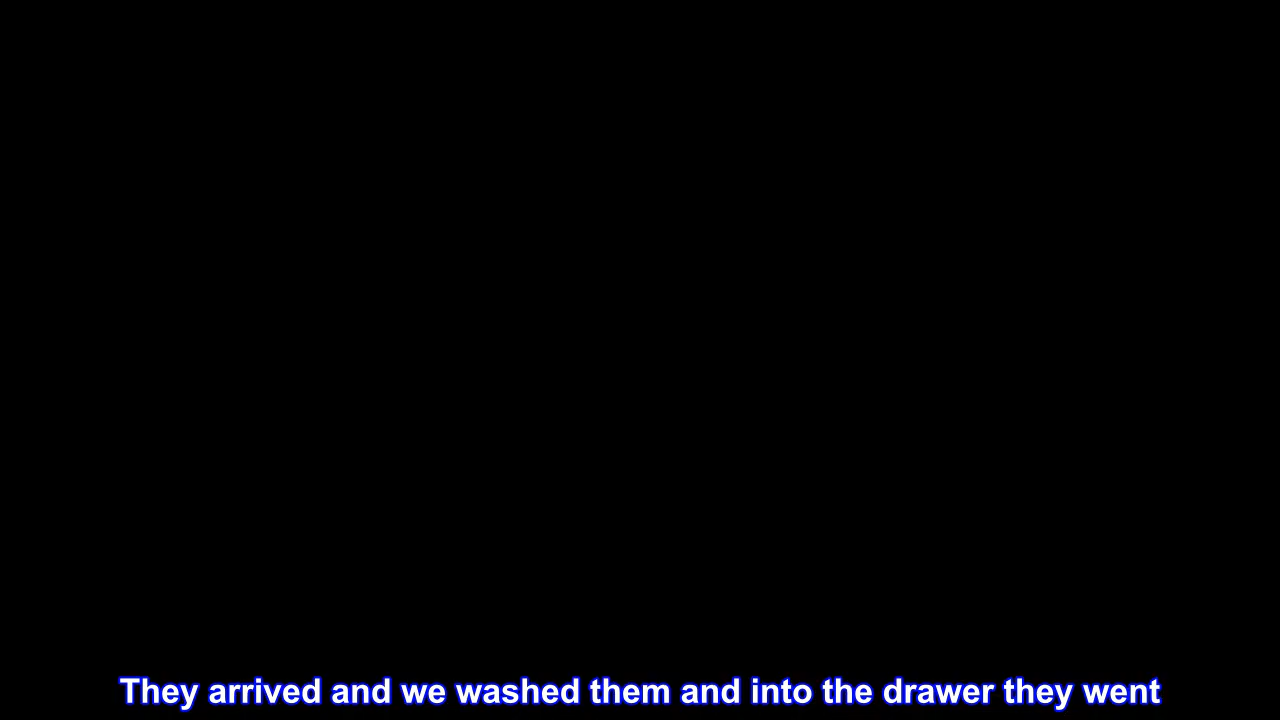 They arrived and we washed them and into the drawer they went